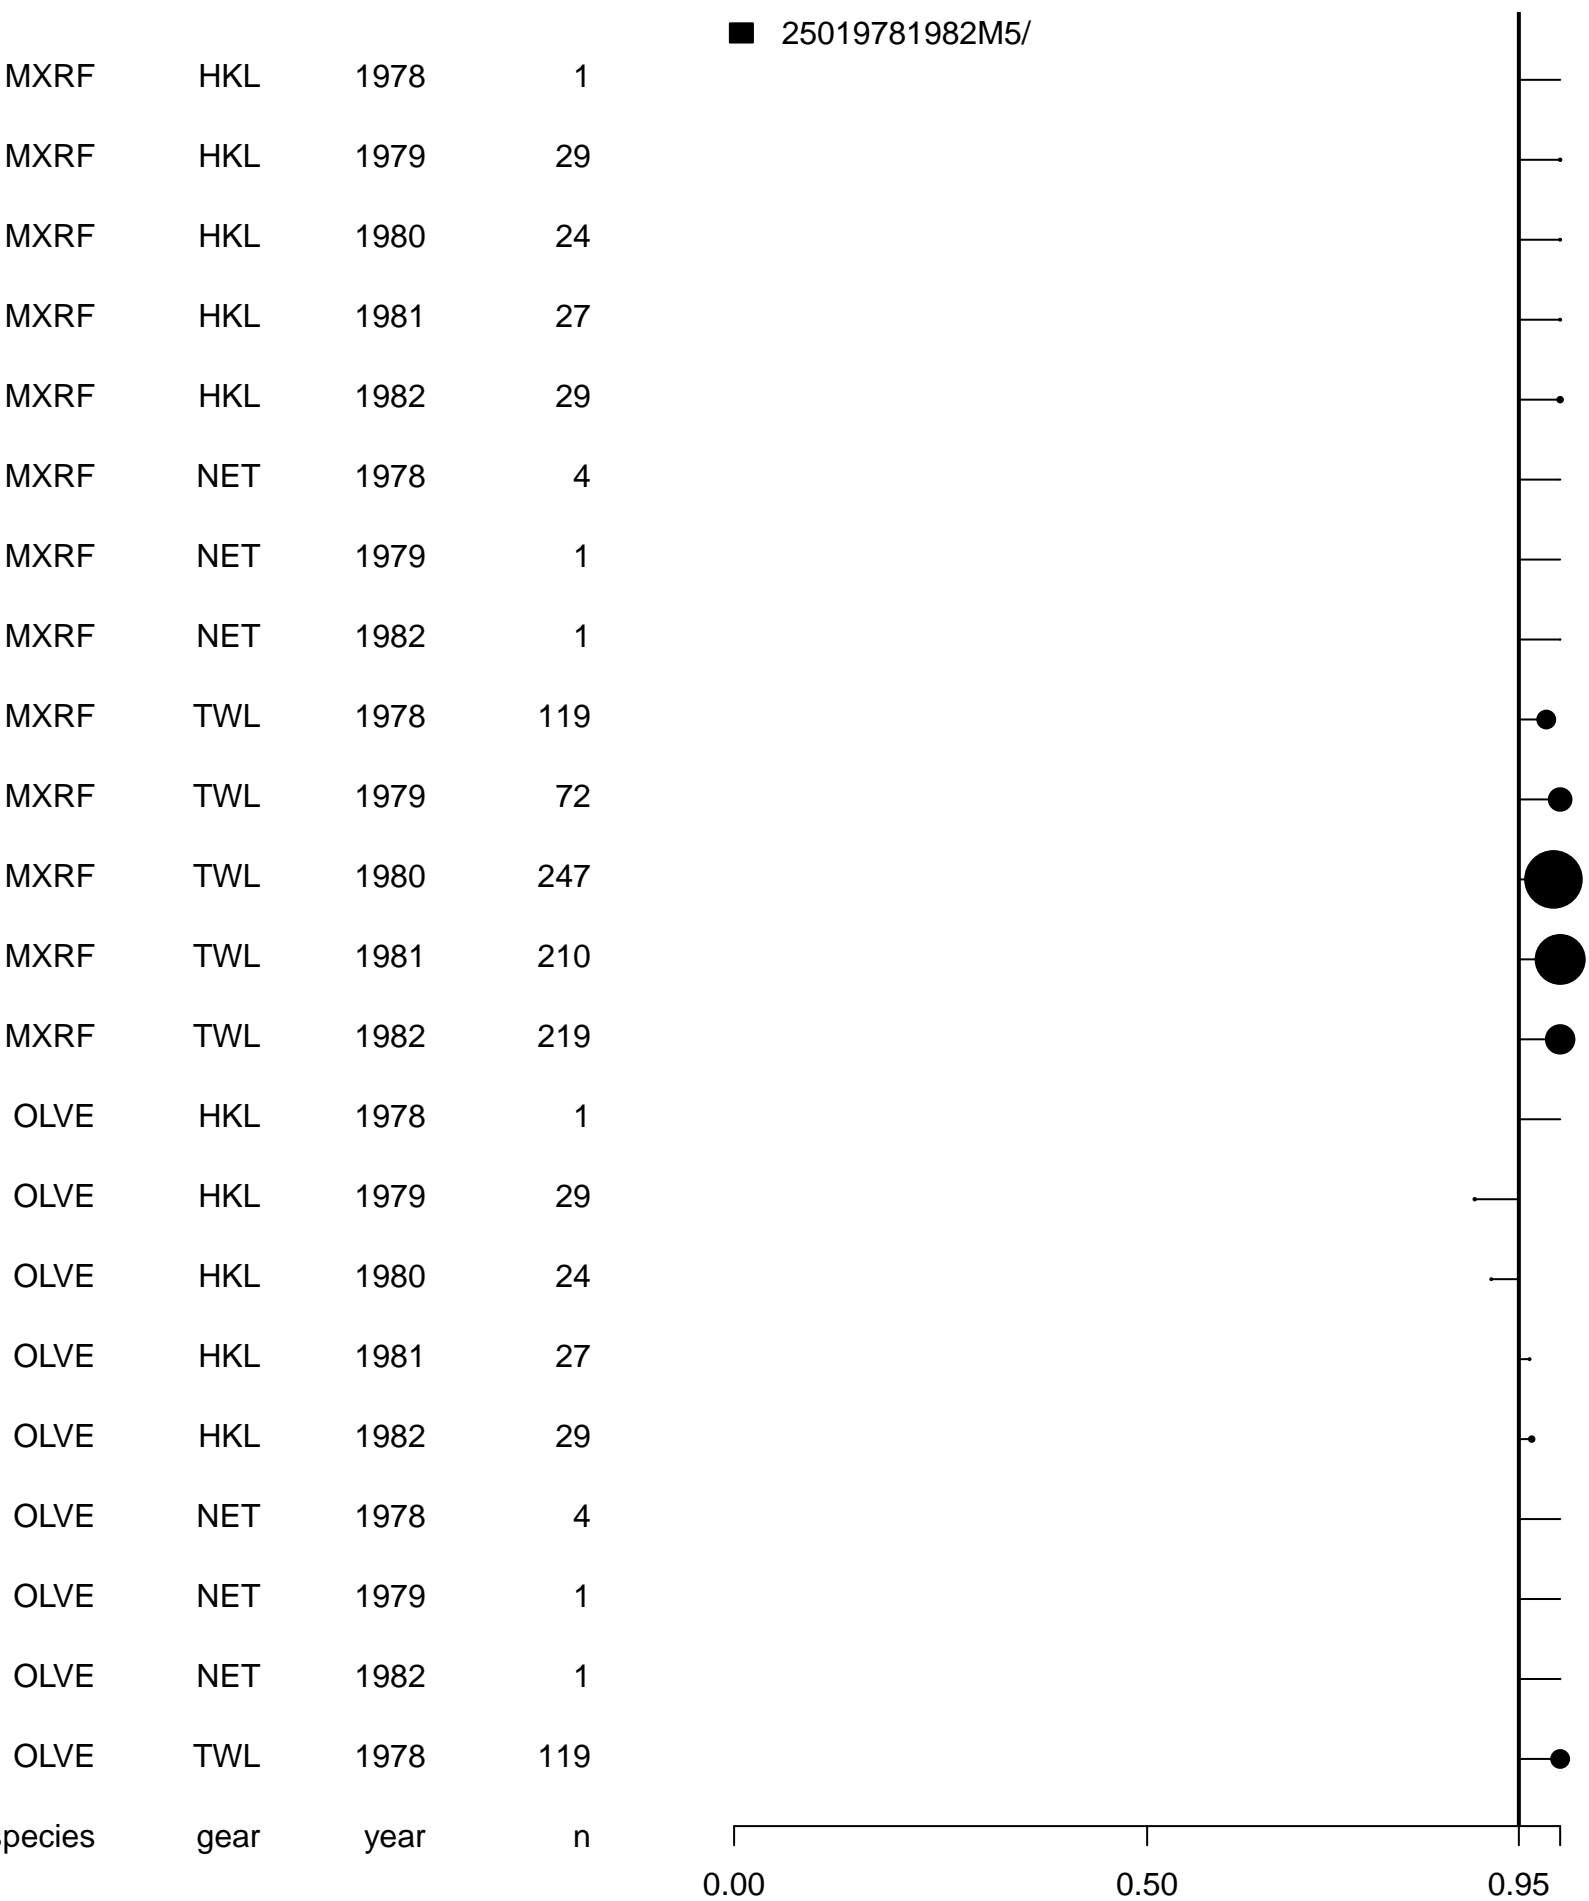 25019781982M5/
MXRF HKL 1978 1
MXRF HKL 1979 29
MXRF HKL 1980 24
MXRF HKL 1981 27
MXRF HKL 1982 29
MXRF NET 1978 4
MXRF NET 1979 1
MXRF NET 1982 1
MXRF TWL 1978 119
MXRF TWL 1979 72
MXRF TWL 1980 247
MXRF TWL 1981 210
MXRF TWL 1982 219
OLVE HKL 1978 1
OLVE HKL 1979 29
OLVE HKL 1980 24
OLVE HKL 1981 27
OLVE HKL 1982 29
OLVE NET 1978 4
OLVE NET 1979 1
OLVE NET 1982 1
OLVE TWL 1978 119
species gear year n
0.00 0.50 0.95